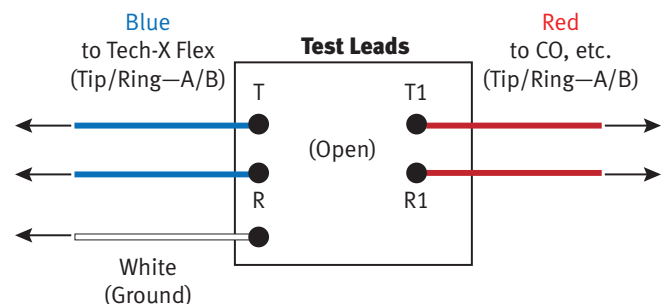 Blue
to Tech-X Flex
(Tip/Ring—A/B)
Test Leads
Red
to CO, etc.
(Tip/Ring—A/B)
T
T1
(Open)
R
R1
White
(Ground)